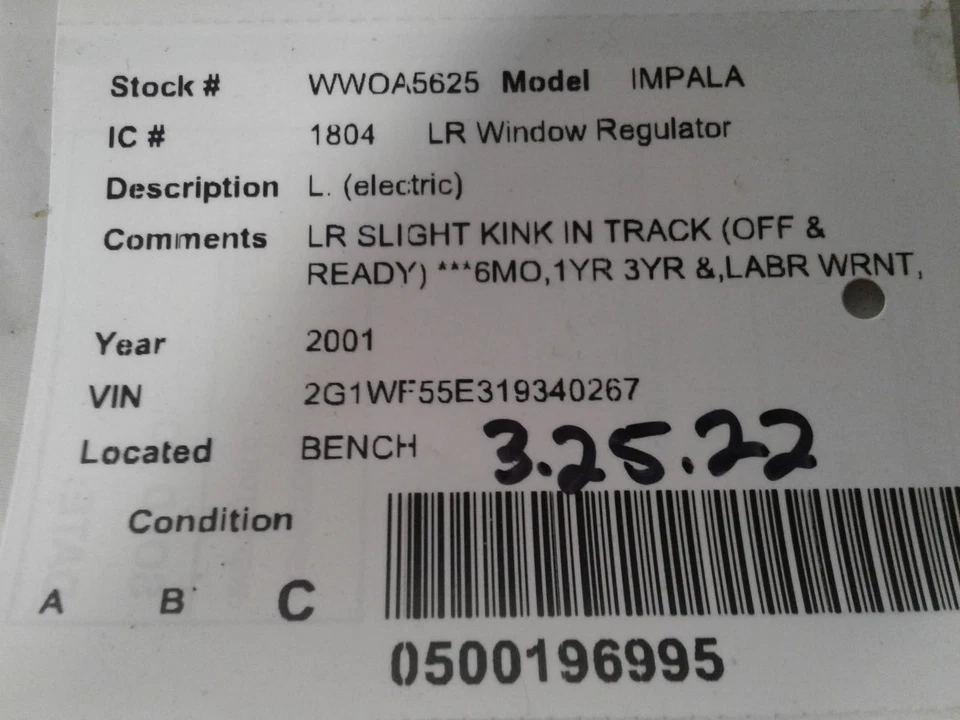 Stock # WWOA5625 Model IMPALA
IC # 1804 LR Window Regulator
Description L. (electric)
Comments LR SLIGHT KINK IN TRACK (OFF &
READY) ***6MO,1YR 3YR &,LABR WRNT,
Year 2001
VIN 2G1WF55E319340267
Located BENCH 3.25.22
Condition
A B C
0500196995